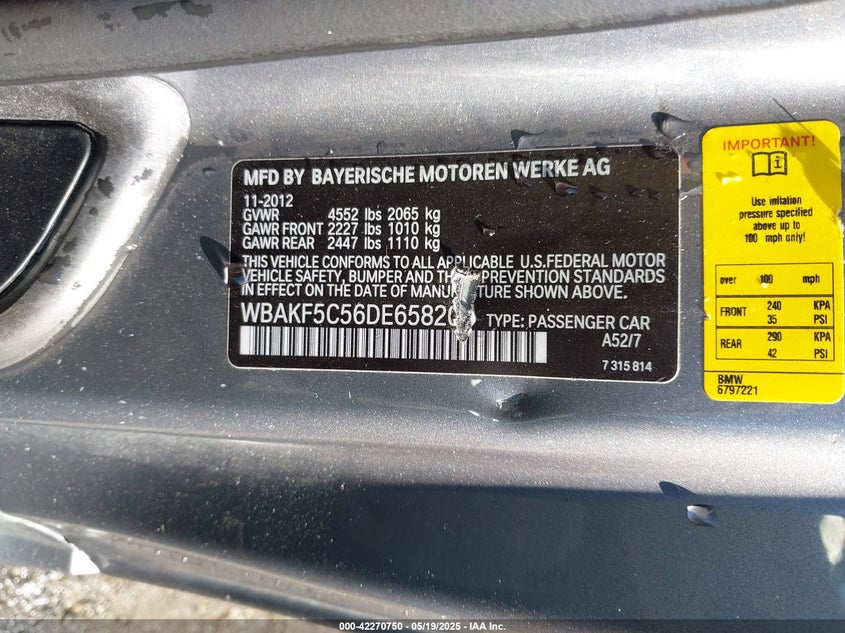 MFD BY BAYERISCHE MOTOREN WERKE AG
11-2012
GVWR 4552 lbs 2065 kg
GAWR FRONT 2227 lbs 1010 kg
GAWR REAR 2447 lbs 1110 kg
THIS VEHICLE CONFORMS TO ALL APPLICABLE U.S.FEDERAL MOTOR
VEHICLE SAFETY, BUMPER AND PREVENTION STANDARDS
IN EFFECT ON THE DATE OF SHOWN ABOVE.
TYPE: PASSENGER CAR
A52/7
7 315 814
IMPORTANT!
Use inflation
pressure specified
above up to
100 mph only!
over 100 mph
FRONT 240 KPA
35 PSI
REAR 290 KPA
42 PSI
BMW
6797221
000-42270750 - 05/19/2025 - IAA Inc.